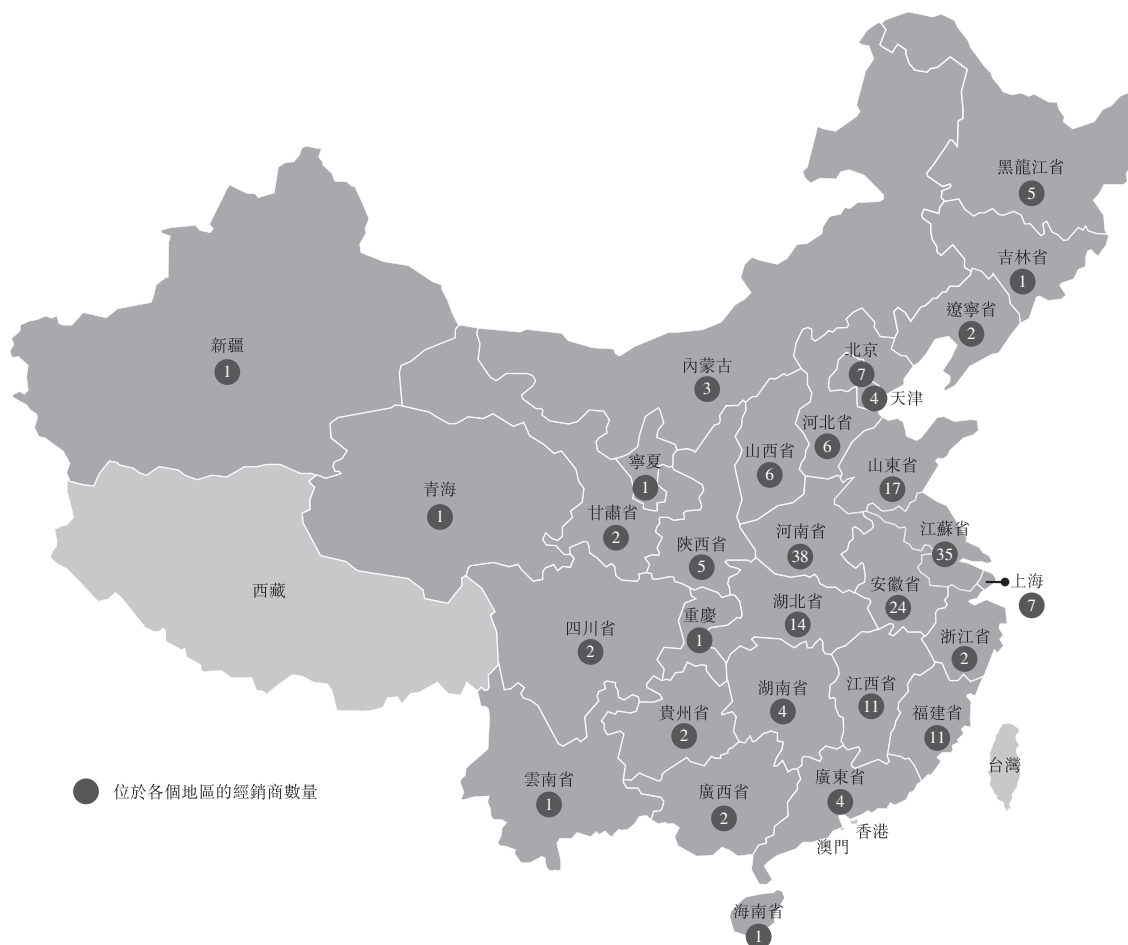 黑龍江省
5
吉林省
1
遼寧省
2
新疆
1
內蒙古
3
北京
7
4 天津
河北省
6
山西省
6
山東省
17
寧夏
1
青海
1
甘肅省
2
江蘇省
35
河南省
38
陝西省
5
上海
7
安徽省
24
西藏
湖北省
14
重慶
1
四川省
2
浙江省
2
江西省
11
湖南省
4
貴州省
2
福建省
11
台灣
雲南省
1
廣東省
4
廣西省
2
位於各個地區的經銷商數量
香港
澳門
海南省
1